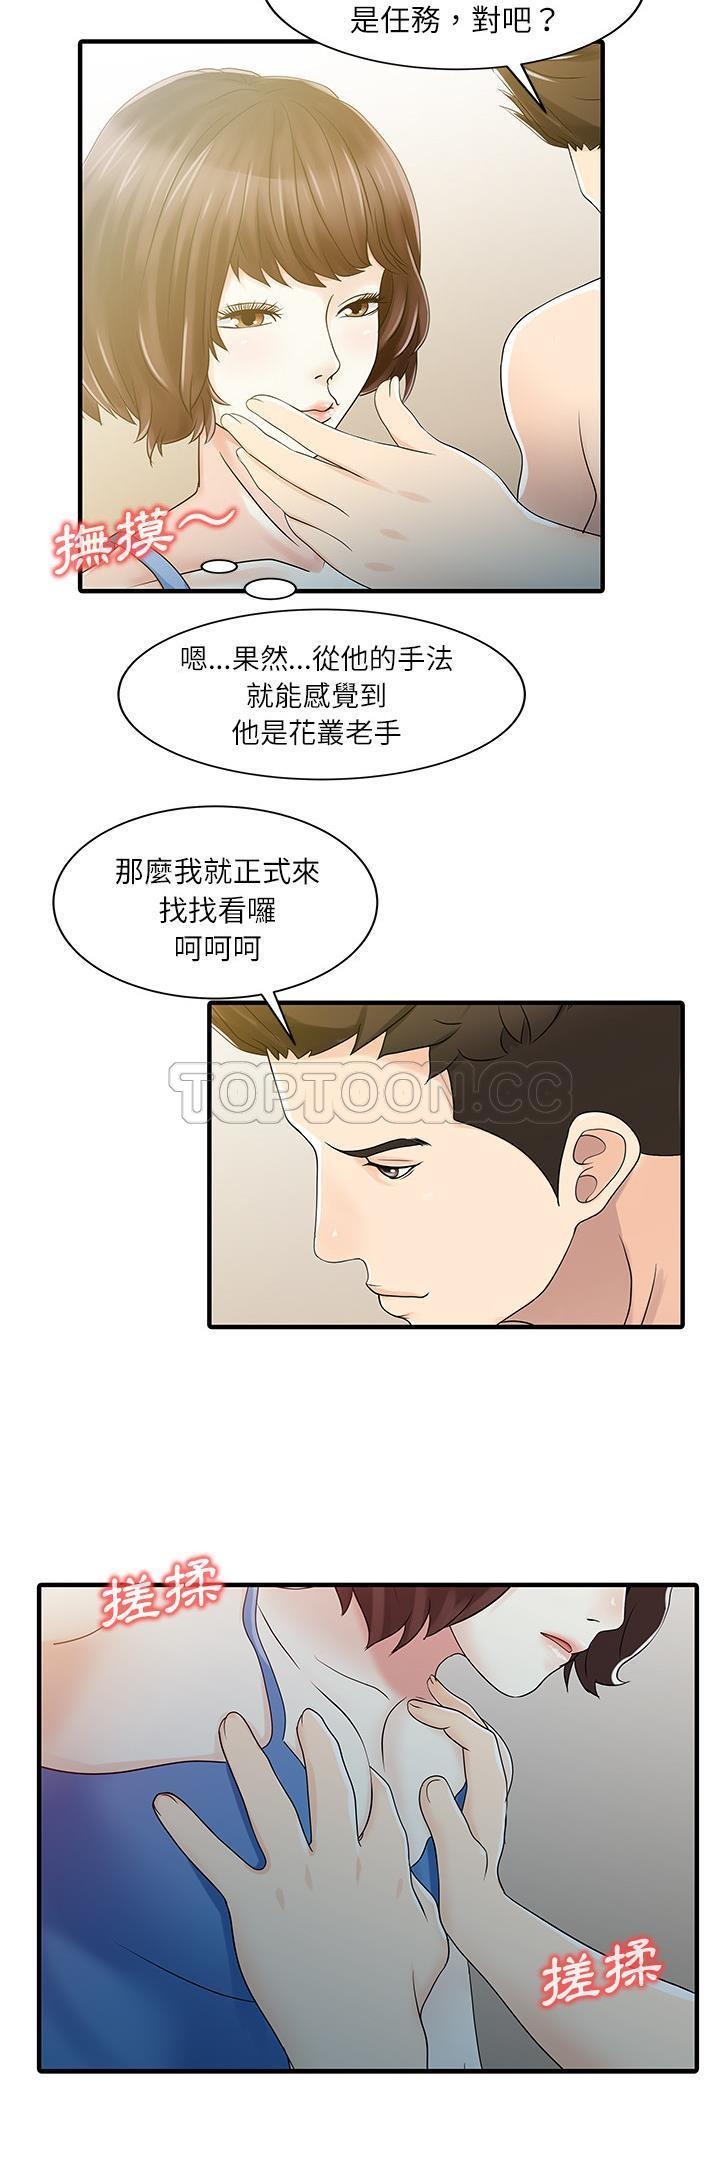 是任務，對吧？
撫摸～
嗯...果然...從他的手法
就能感覺到
他是花叢老手
那麼我就正式來
找找看囉
呵呵呵
TOPTOON.CC
搓揉
搓揉